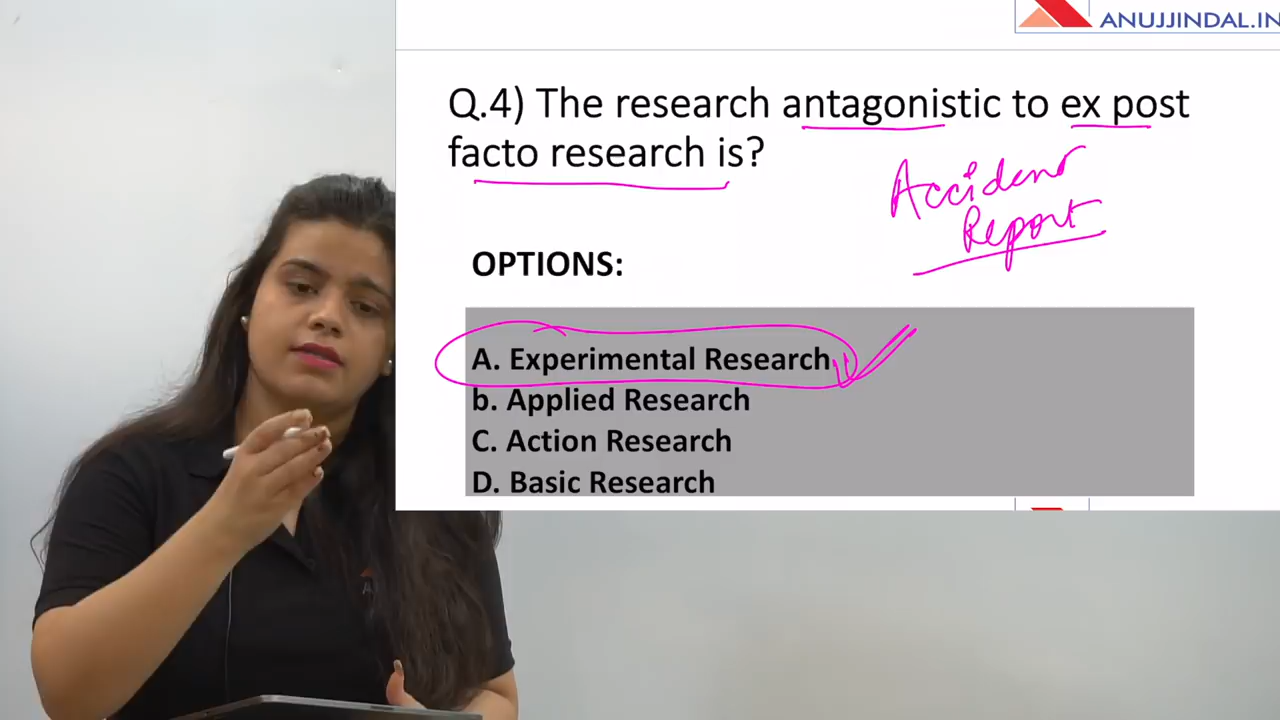 ANUJJINDAL.IN
Q.4) The research antagonistic to ex post
facto research is?
Accident
Report
OPTIONS:
A. Experimental Research
b. Applied Research
C. Action Research
D. Basic Research